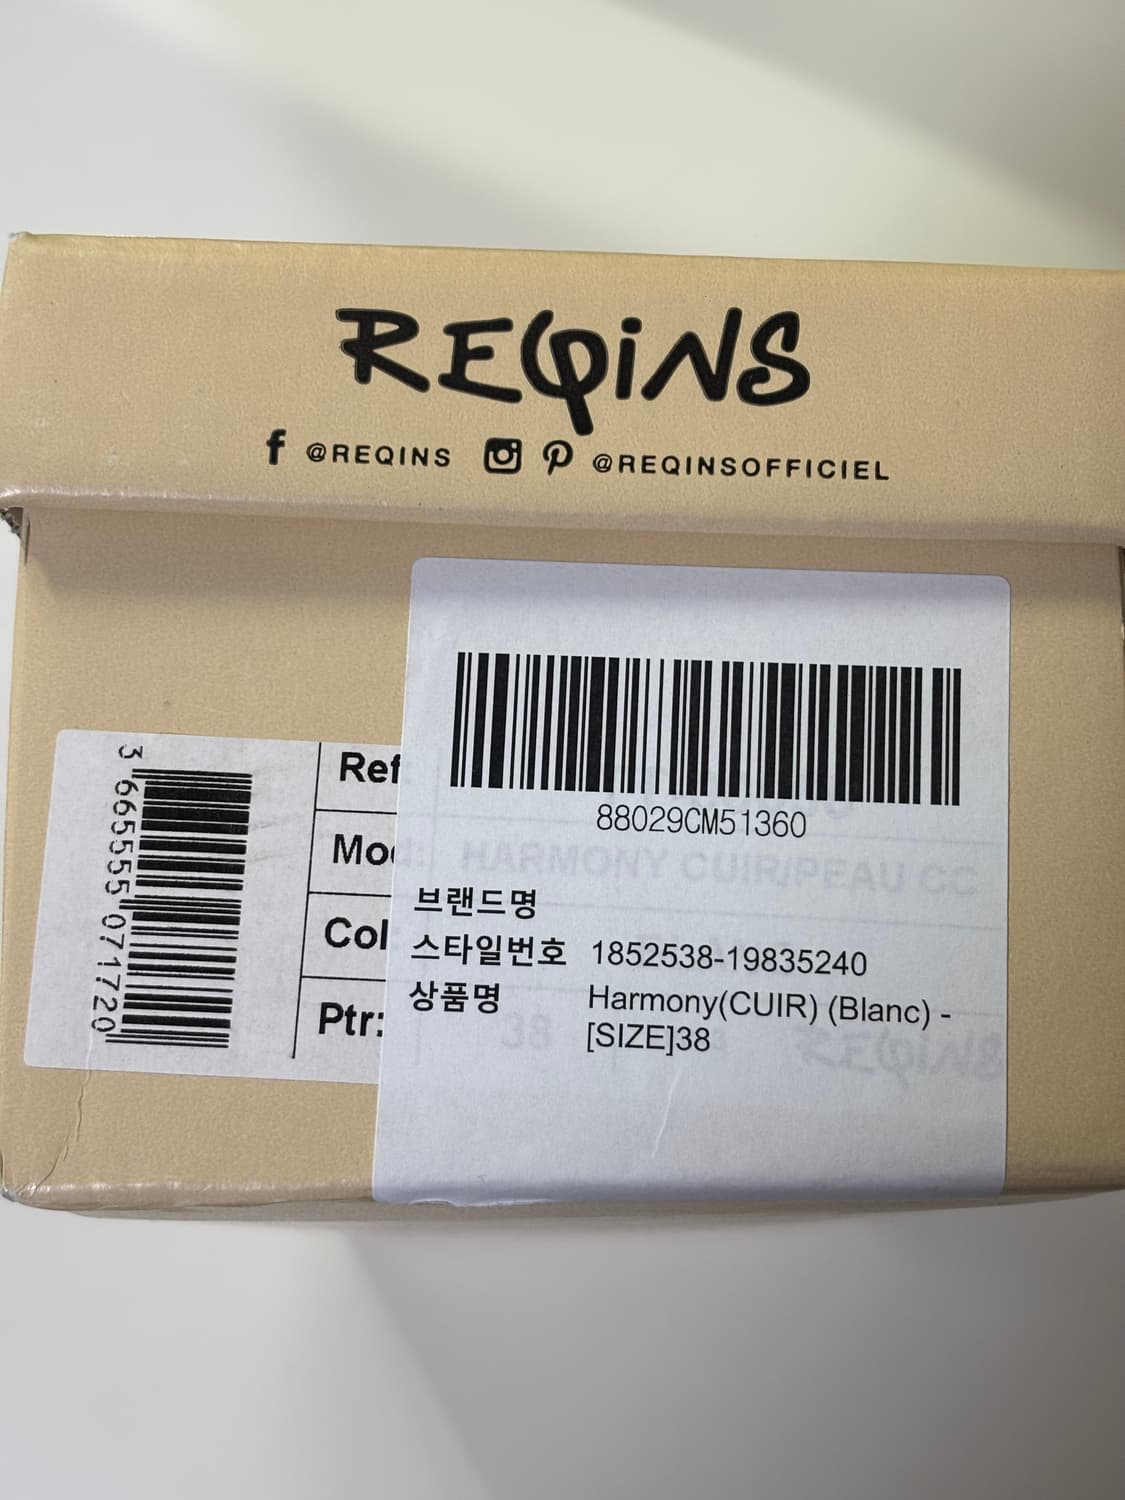 REQINS
@REQINS @REQINSOFFICIEL
3 665555 071720
Ref
Mod:
HARMONY CUIR/PEAU CC
Col
Ptr:
38
REQINS
88029CM51360
브랜드명
스타일번호 1852538-19835240
상품명 Harmony(CUIR) (Blanc) -
[SIZE]38